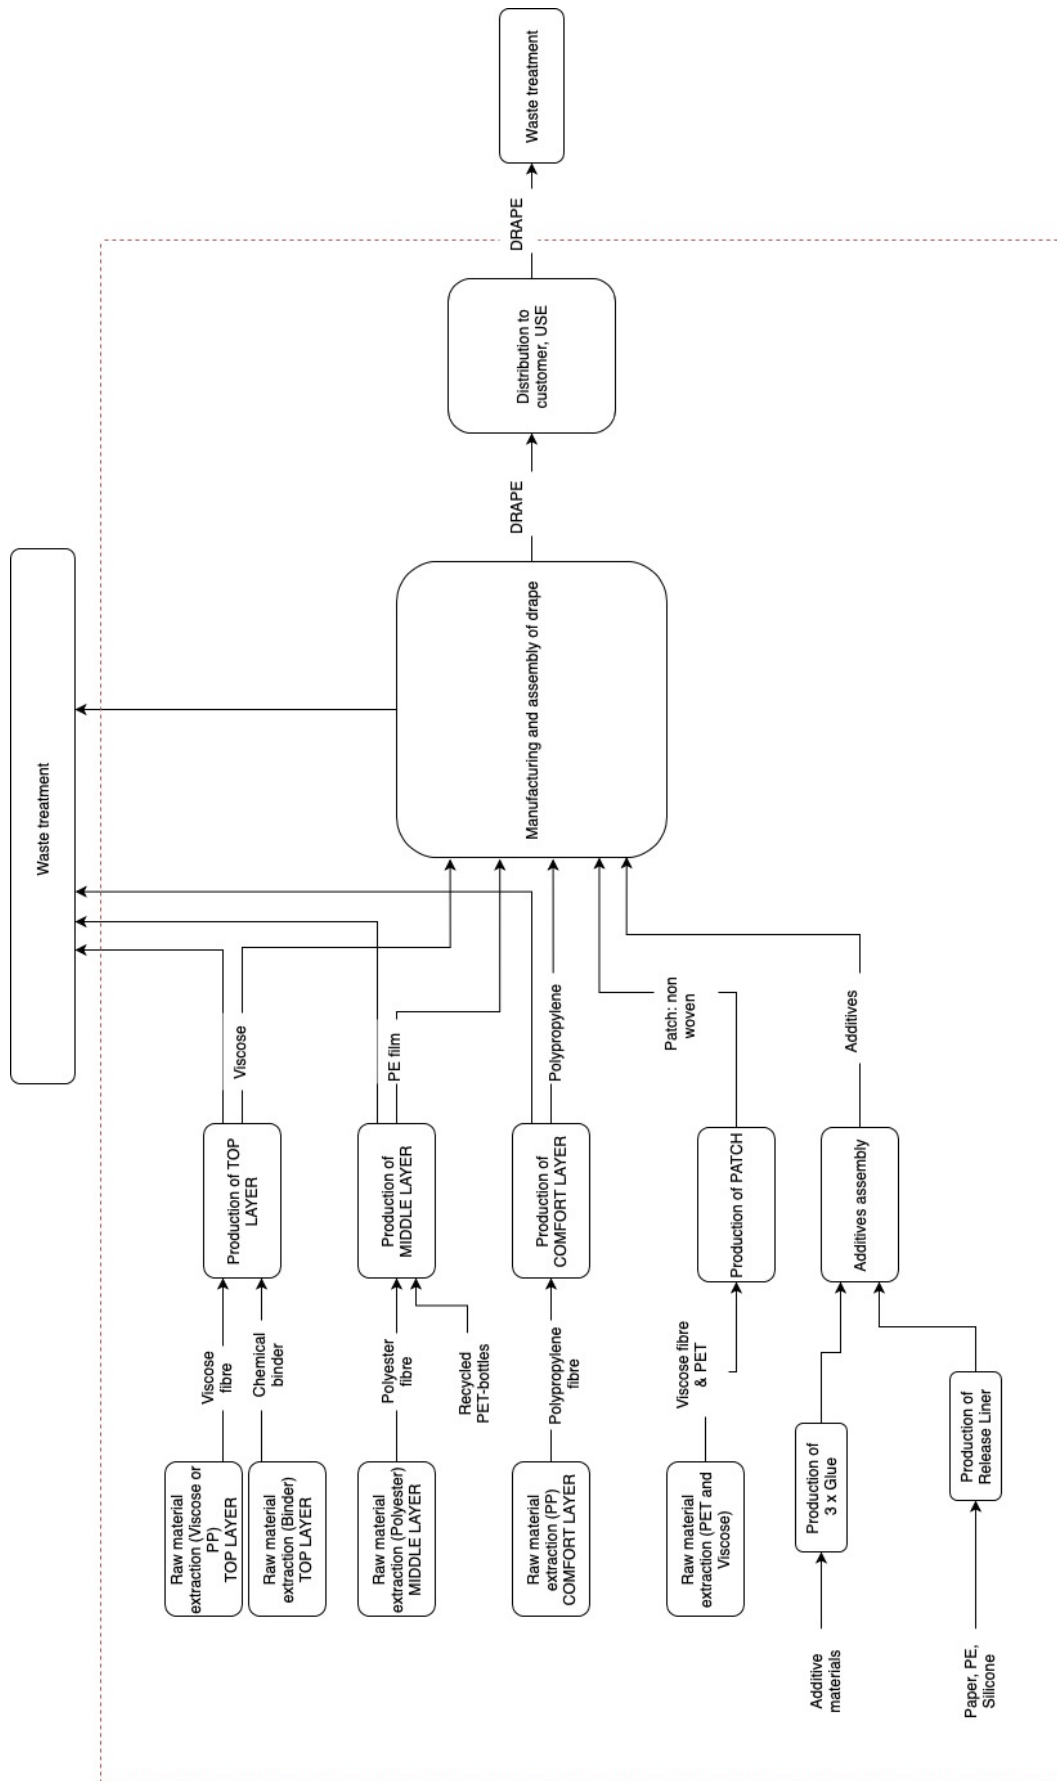 Waste treatment
Raw material
extraction (Viscose or
PP)
TOP LAYER
Viscose
fibre
Raw material
extraction (Binder)
TOP LAYER
Chemical
binder
Production of TOP
LAYER
Viscose
Raw material
extraction (Polyester)
MIDDLE LAYER
Polyester
fibre
Recycled
PET-bottles
Production of
MIDDLE LAYER
PE film
Raw material
extraction (PP)
COMFORT LAYER
Polypropylene
fibre
Production of
COMFORT LAYER
Polypropylene
Manufacturing and assembly of drape
DRAPE
Distribution to
customer, USE
DRAPE
Waste treatment
Raw material
extraction (PET and
Viscose)
Viscose fibre
& PET
Production of PATCH
Patch: non
woven
Additive
materials
Production of
3 x Glue
Additives assembly
Additives
Paper, PE,
Silicone
Production of
Release Liner